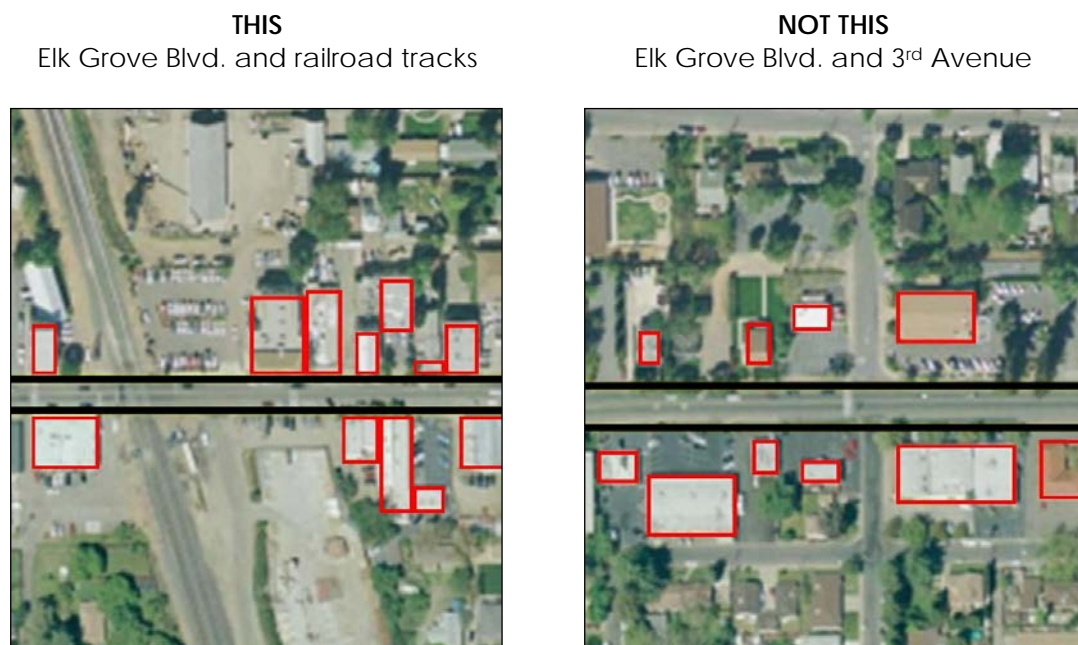 THIS
Elk Grove Blvd. and railroad tracks
NOT THIS
Elk Grove Blvd. and 3rd Avenue